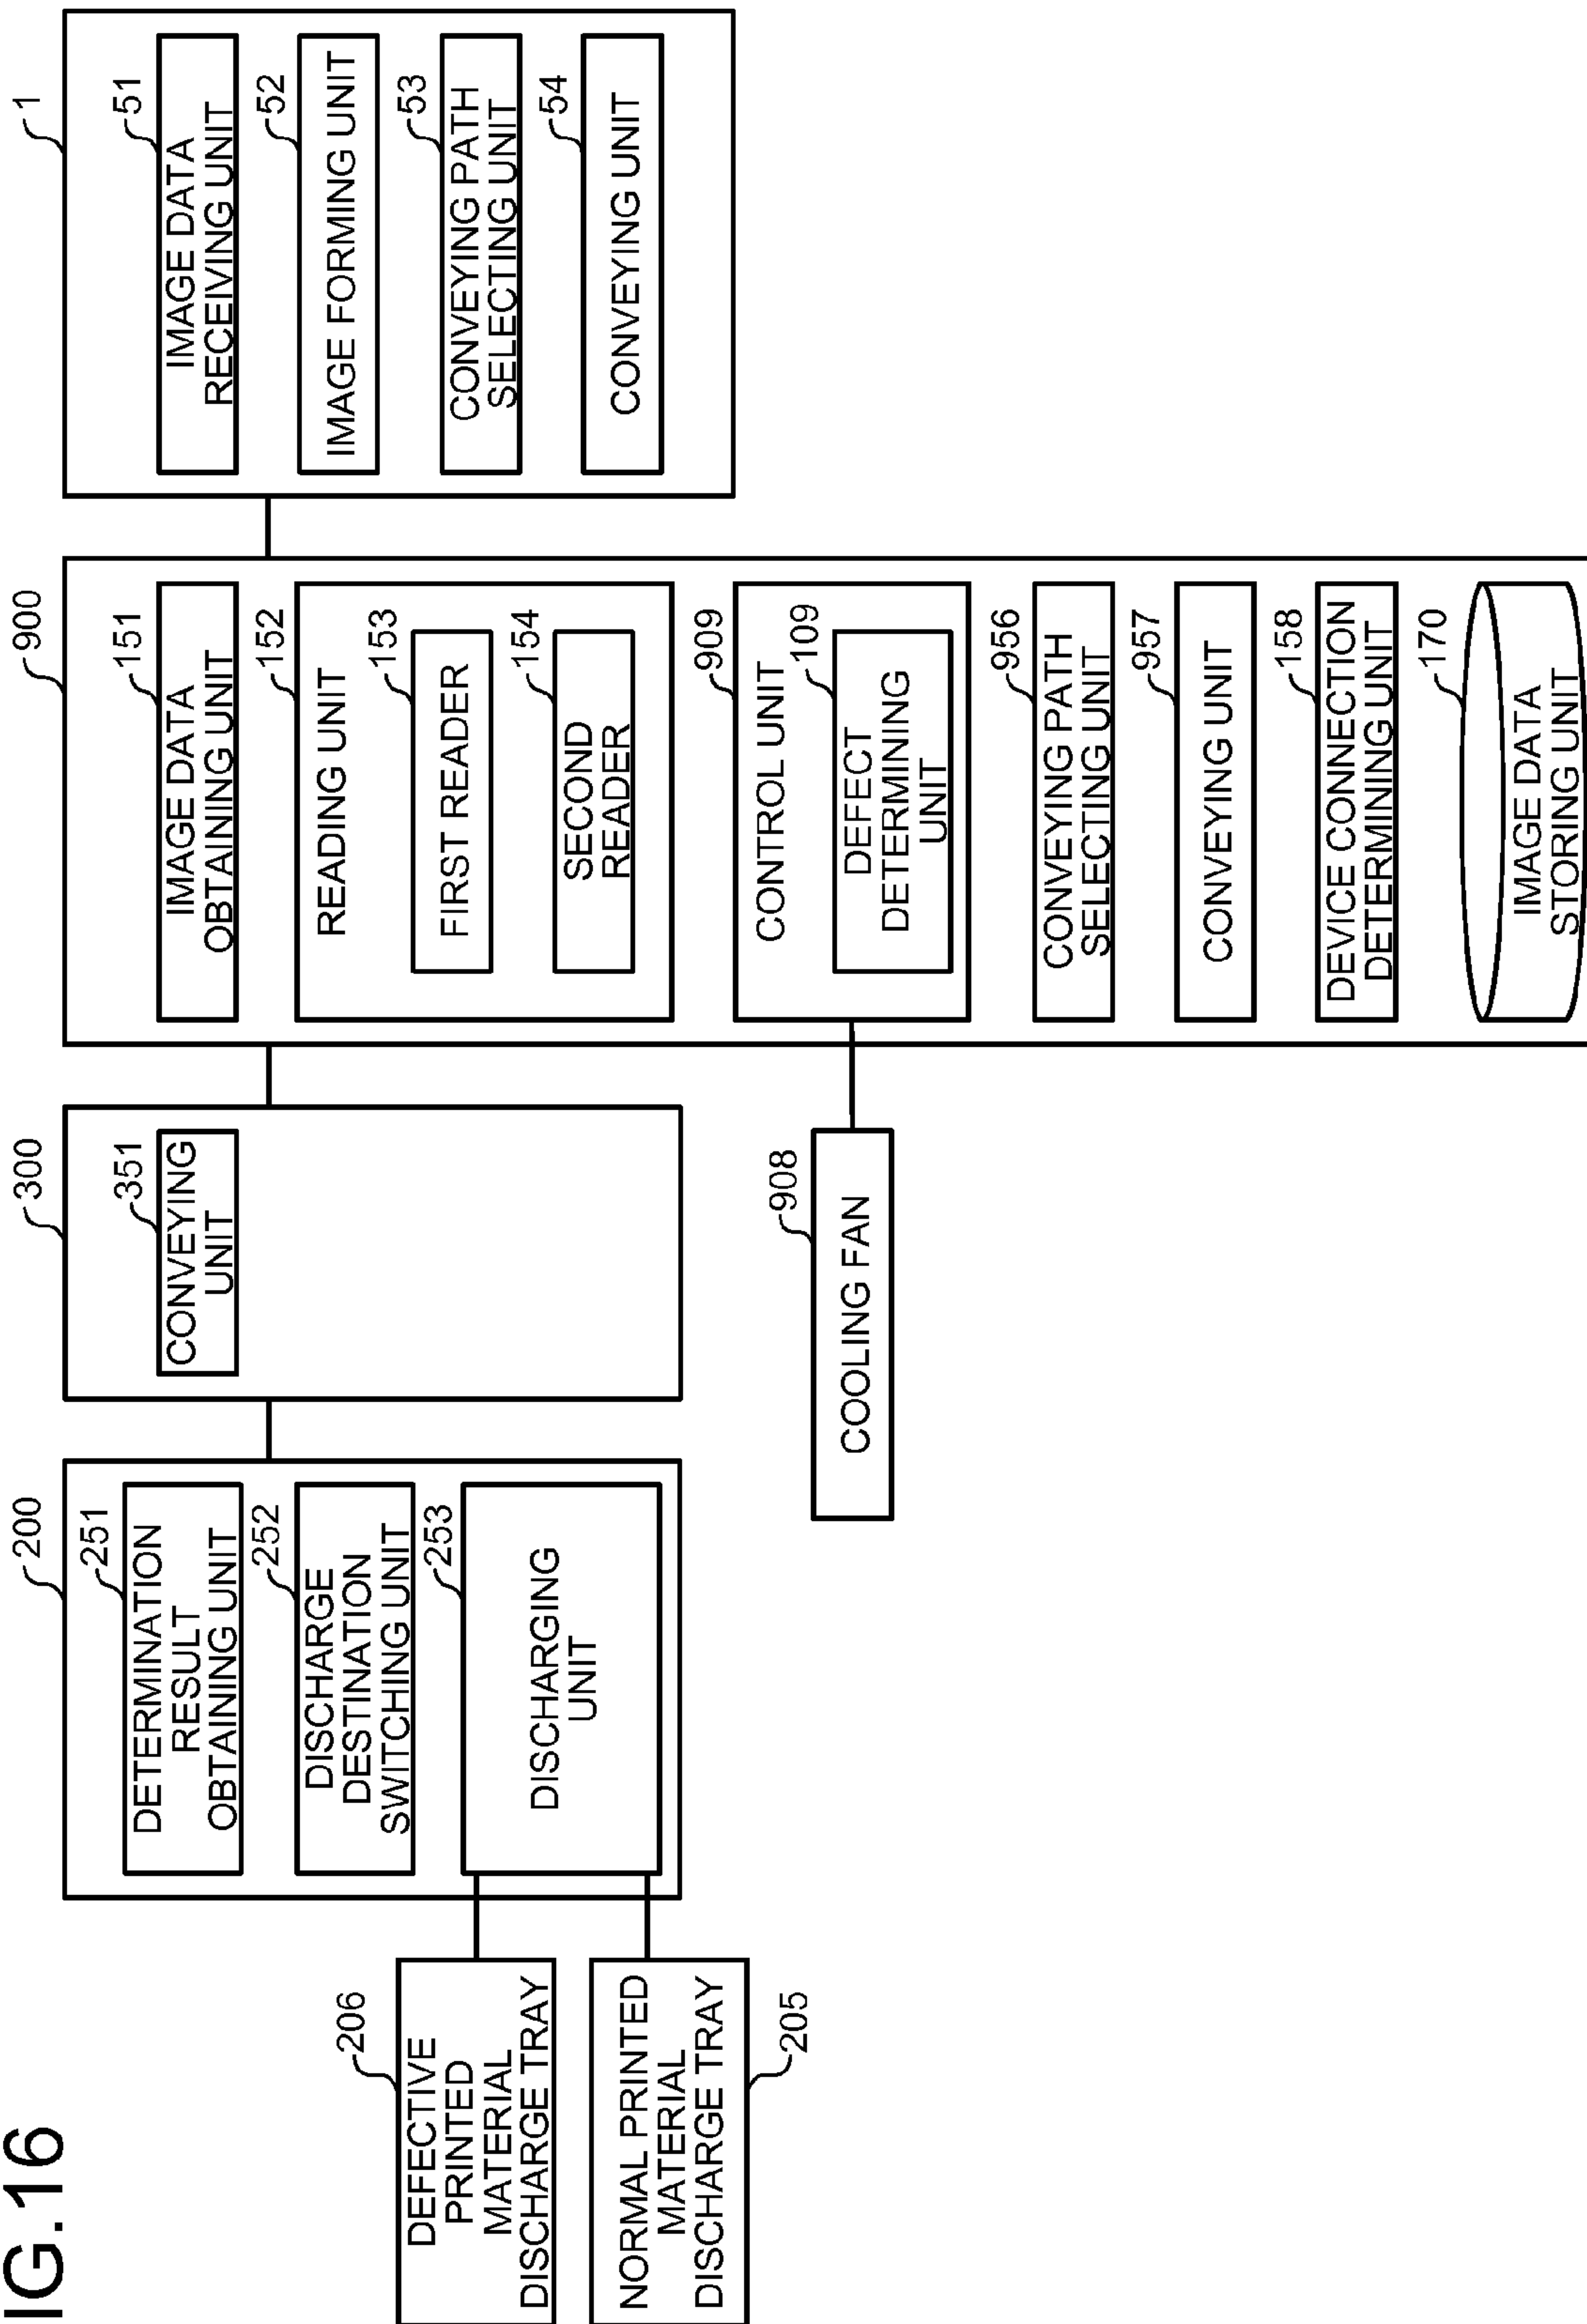 IG.16
200
251
DETERMINATION
RESULT
OBTAINING UNIT
252
DISCHARGE
DESTINATION
SWITCHING UNIT
253
DISCHARGING
UNIT
206
DEFECTIVE
PRINTED
MATERIAL
DISCHARGE TRAY
NORMAL PRINTED
MATERIAL
DISCHARGE TRAY
205
300
351
CONVEYING
UNIT
908
COOLING FAN
900
151
IMAGE DATA
OBTAINING UNIT
152
READING UNIT
153
FIRST READER
154
SECOND
READER
909
CONTROL UNIT
109
DEFECT
DETERMINING
UNIT
956
CONVEYING PATH
SELECTING UNIT
957
CONVEYING UNIT
158
DEVICE CONNECTION
DETERMINING UNIT
170
IMAGE DATA
STORING UNIT
1
51
IMAGE DATA
RECEIVING UNIT
52
IMAGE FORMING UNIT
53
CONVEYING PATH
SELECTING UNIT
54
CONVEYING UNIT